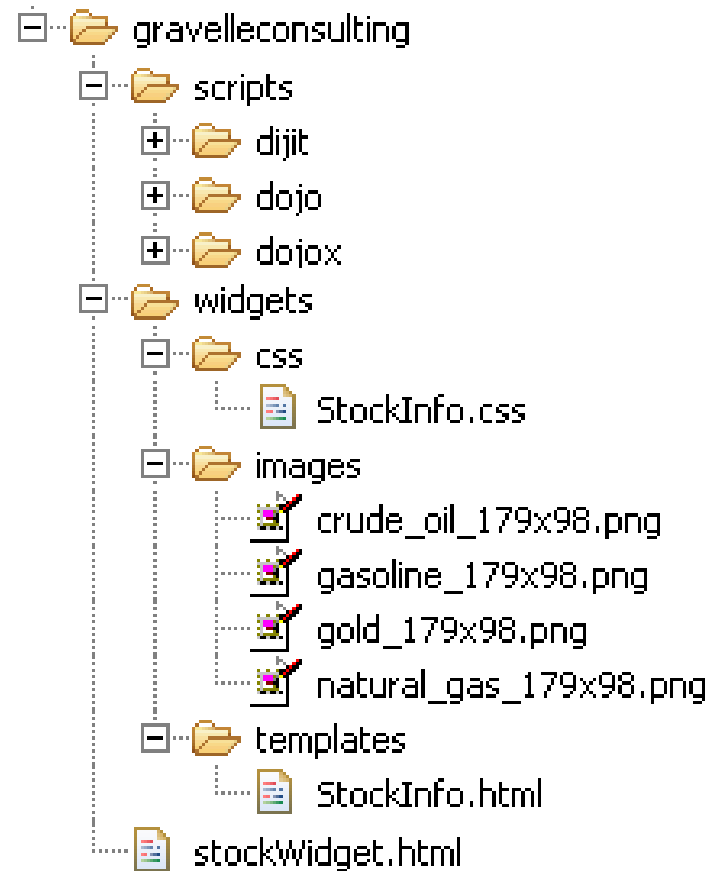 gravelleconsulting
scripts
dijit
dojo
dojox
widgets
css
StockInfo.css
images
crude_oil_179x98.png
gasoline_179x98.png
gold_179x98.png
natural_gas_179x98.png
templates
StockInfo.html
stockWidget.html